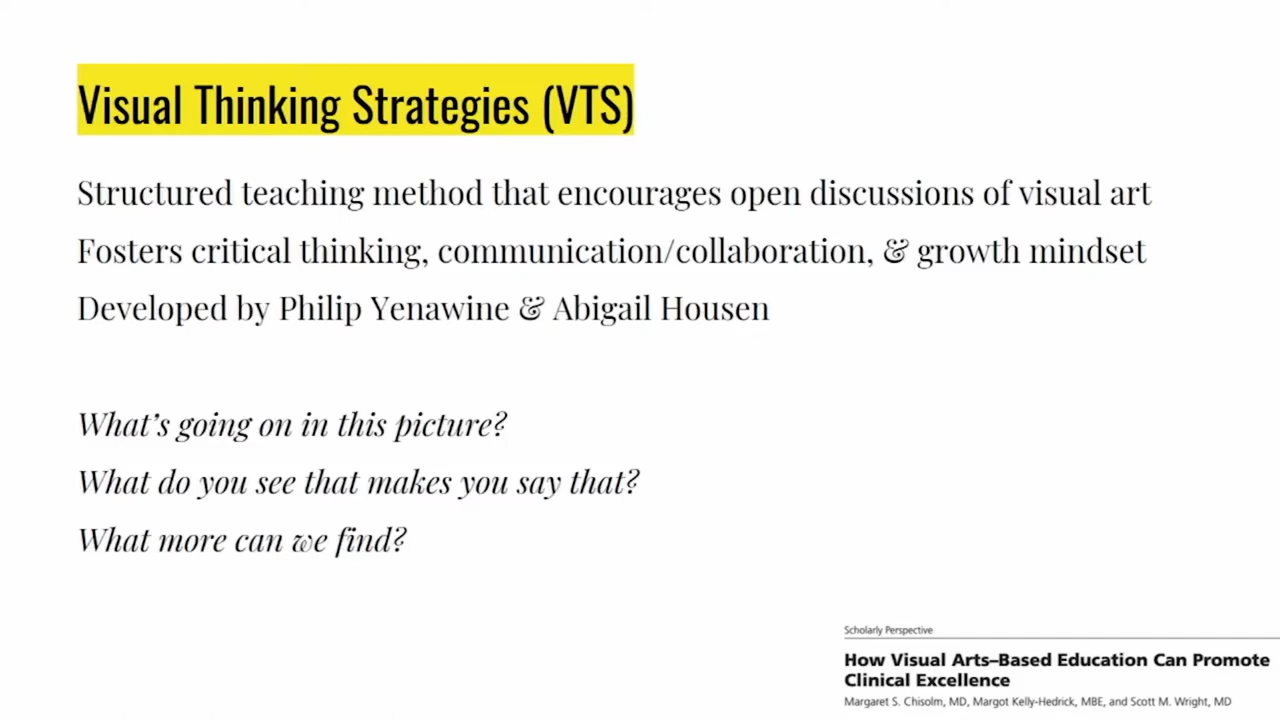 Visual Thinking Strategies (VTS)
Structured teaching method that encourages open discussions of visual art
Fosters critical thinking, communication/collaboration, & growth mindset
Developed by Philip Yenawine & Abigail Housen
What’s going on in this picture?
What do you see that makes you say that?
What more can we find?
Scholarly Perspective
How Visual Arts–Based Education Can Promote
Clinical Excellence
Margaret S. Chisolm, MD, Margot Kelly-Hedrick, MBE, and Scott M. Wright, MD